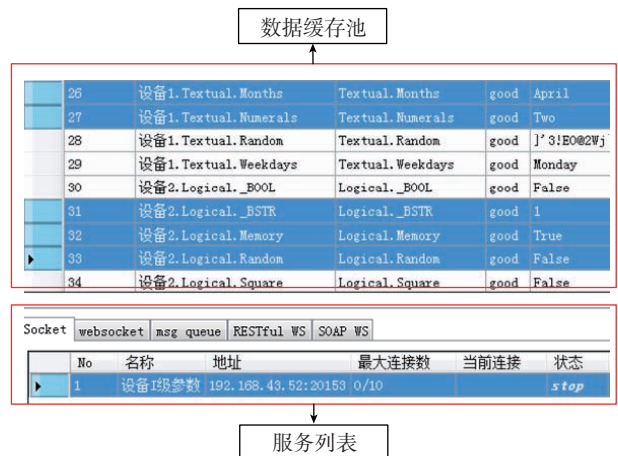 数据缓存池
26 设备1.Textual.Months Textual.Months good April
27 设备1.Textual.Numerals Textual.Numerals good Two
28 设备1.Textual.Random Textual.Random good ]'3!EO@2Wj
29 设备1.Textual.Weekdays Textual.Weekdays good Monday
30 设备2.Logical._BOOL Logical._BOOL good False
31 设备2.Logical._BSTR Logical._BSTR good 1
32 设备2.Logical.Memory Logical.Memory good True
33 设备2.Logical.Random Logical.Random good False
34 设备2.Logical.Square Logical.Square good False
Socket websocket msg queue RESTful WS SOAP WS
No 名称 地址 最大连接数 当前连接 状态
1 设备I级参数 192.168.43.52:20153 0/10 stop
服务列表